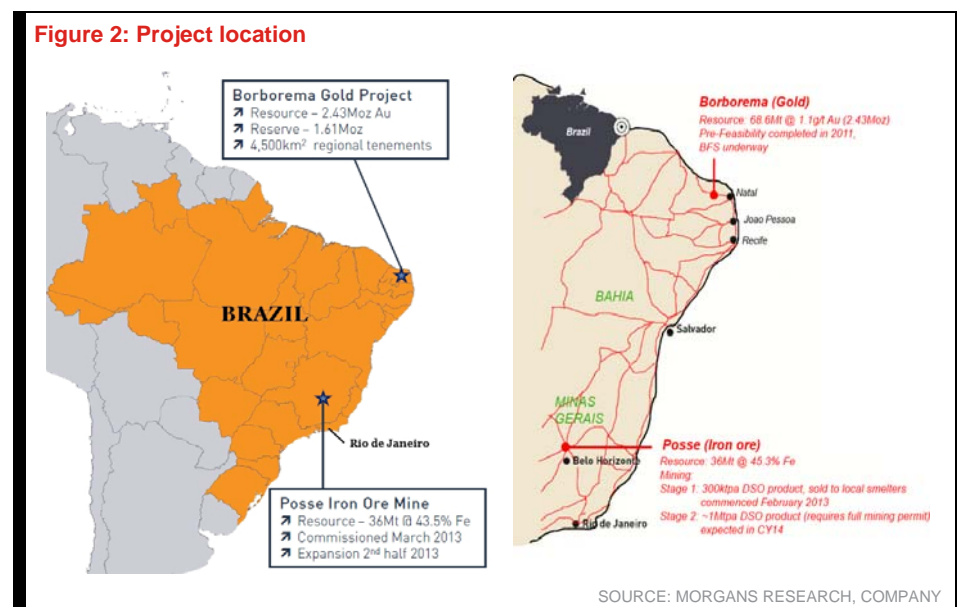 Figure 2: Project location
Borborema Gold Project
↗ Resource – 2.43Moz Au
↗ Reserve – 1.61Moz
↗ 4,500km² regional tenements
BRAZIL
Rio de Janeiro
Posse Iron Ore Mine
↗ Resource – 36Mt @ 43.5% Fe
↗ Commissioned March 2013
↗ Expansion 2nd half 2013
Brazil
Borborema (Gold)
Resource: 68.6Mt @ 1.1g/t Au (2.43Moz)
Pre-Feasibility completed in 2011,
BFS underway
Natal
Joao Pessoa
Recife
BAHIA
Salvador
MINAS
GERAIS
Posse (Iron ore)
Belo Horizonte
Resource: 36Mt @ 45.3% Fe
Mining:
Stage 1: 300ktpa DSO product, sold to local smelters
commenced February 2013
Stage 2: ~1Mtpa DSO product (requires full mining permit)
expected in CY14
Rio de Janeiro
SOURCE: MORGANS RESEARCH, COMPANY